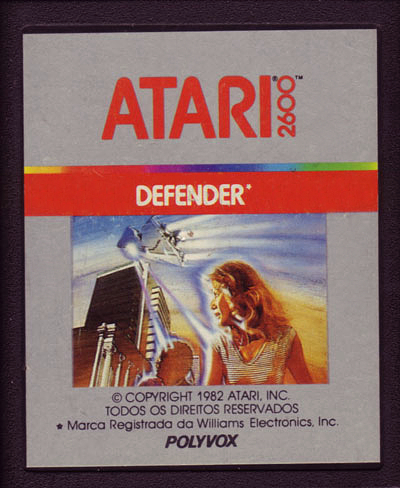 ATARI® 2600™
DEFENDER*
© COPYRIGHT 1982 ATARI, INC.
TODOS OS DIREITOS RESERVADOS
* Marca Registrada da Williams Electronics, Inc.
POLYVOX